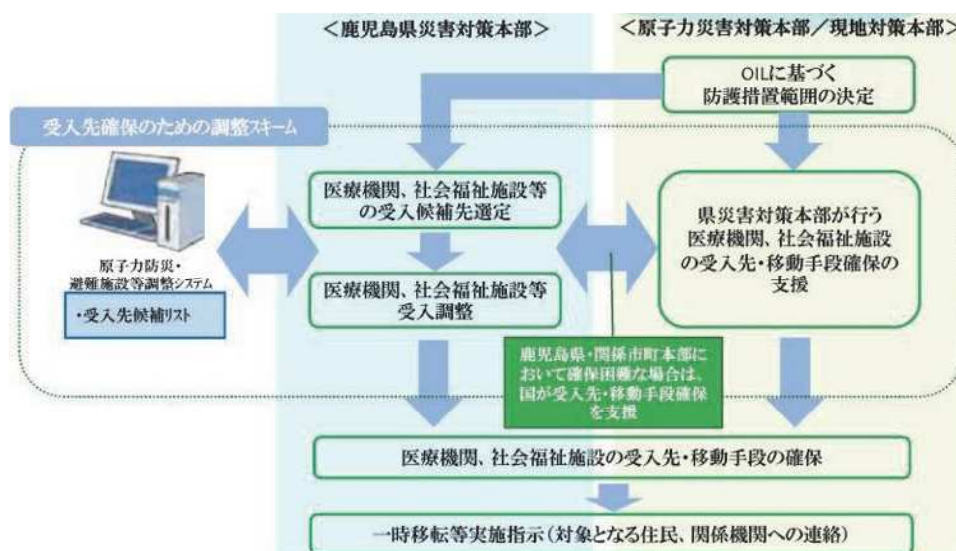 <鹿児島県災害対策本部>
<原子力災害対策本部/現地対策本部>
OILに基づく
防護措置範囲の決定
受入先確保のための調整スキーム
医療機関、社会福祉施設等
の受入候補先選定
県災害対策本部が行う
医療機関、社会福祉施設
の受入先・移動手段確保の
支援
原子力防災・
避難施設等調整システム
・受入先候補リスト
医療機関、社会福祉施設等
受入調整
鹿児島県・関係市町本部に
おいて確保困難な場合は、
国が受入先・移動手段確保
を支援
医療機関、社会福祉施設の受入先・移動手段の確保
一時移転等実施指示(対象となる住民、関係機関への連絡)